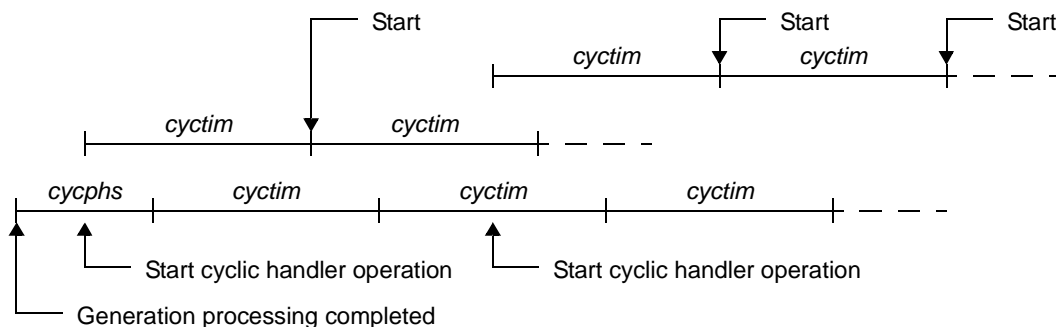 Start
Start
Start
cyctim
cyctim
cyctim
cyctim
cycphs
cyctim
cyctim
cyctim
Start cyclic handler operation
Start cyclic handler operation
Generation processing completed